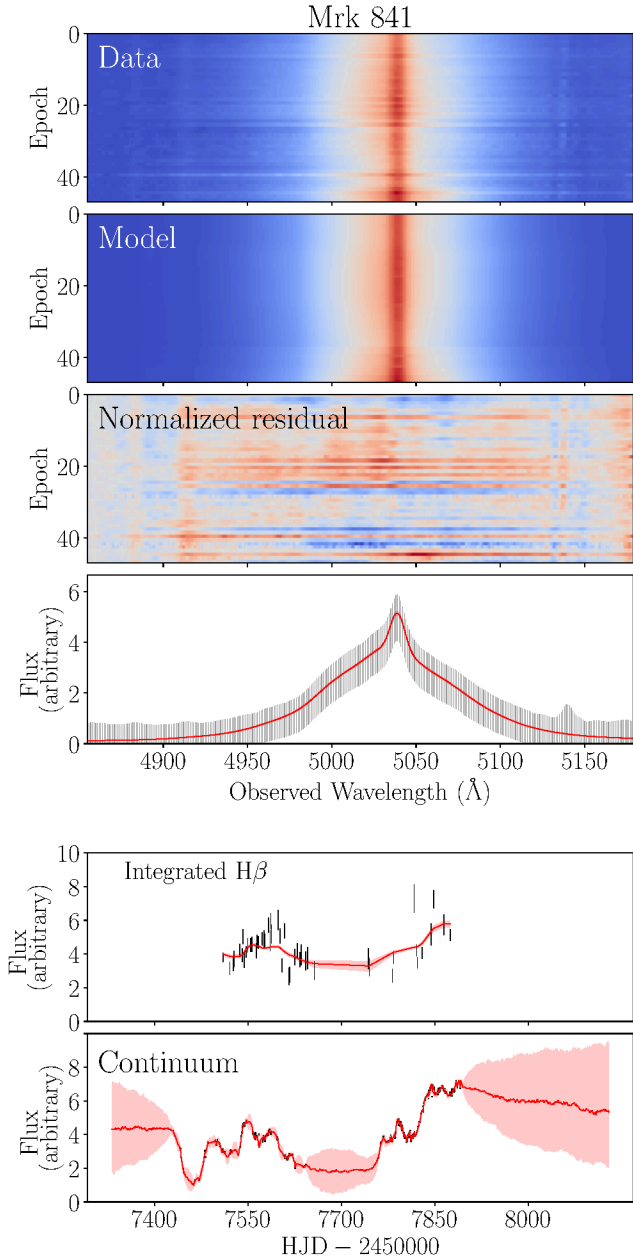 Mrk 841
Data
0
20
40
Epoch
Model
0
20
40
Epoch
Normalized residual
0
20
40
Epoch
6
4
2
0
Flux
(arbitrary)
4900 4950 5000 5050 5100 5150
Observed Wavelength (Å)
Integrated Hβ
10
8
6
4
2
0
Flux
(arbitrary)
Continuum
8
6
4
2
0
Flux
(arbitrary)
7400 7550 7700 7850 8000
HJD − 2450000